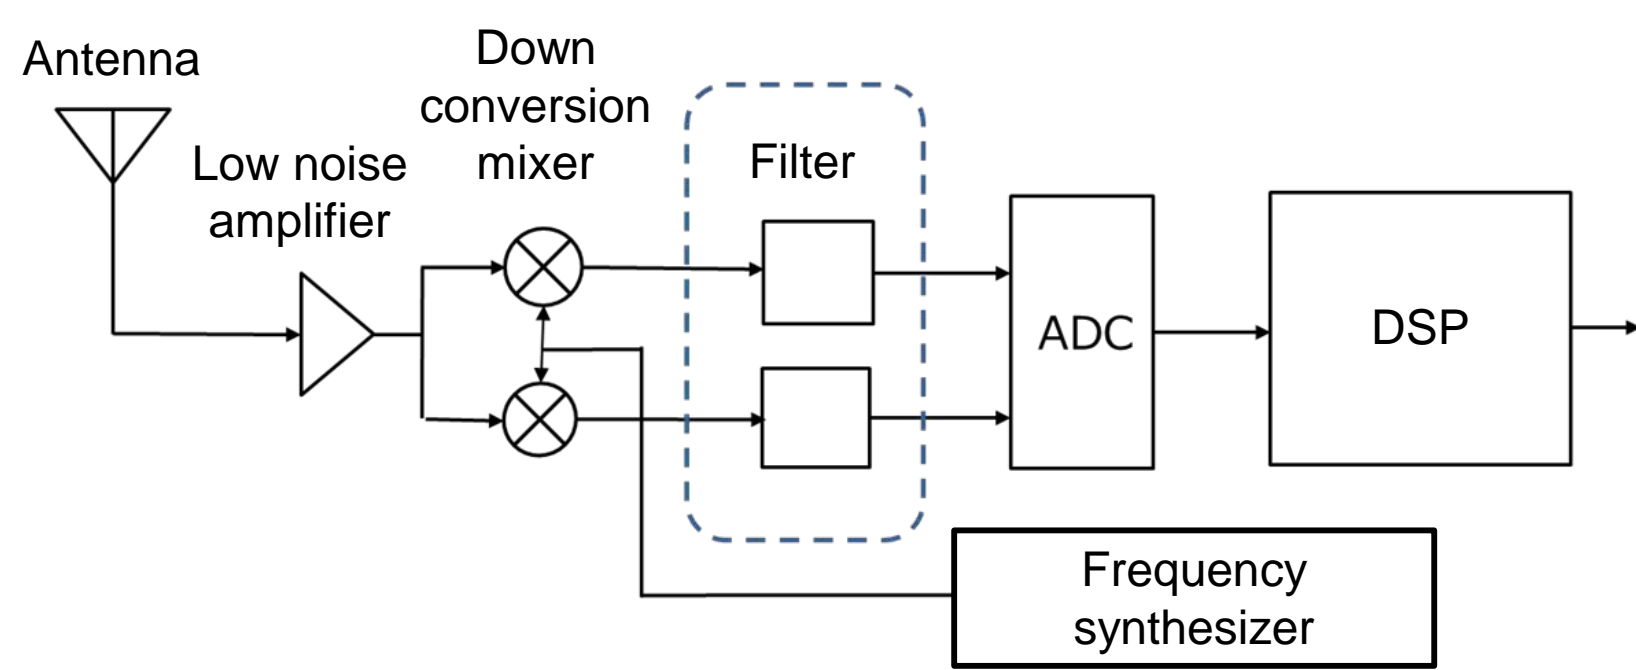 Antenna
Low noise
amplifier
Down
conversion
mixer
Filter
ADC
DSP
Frequency
synthesizer